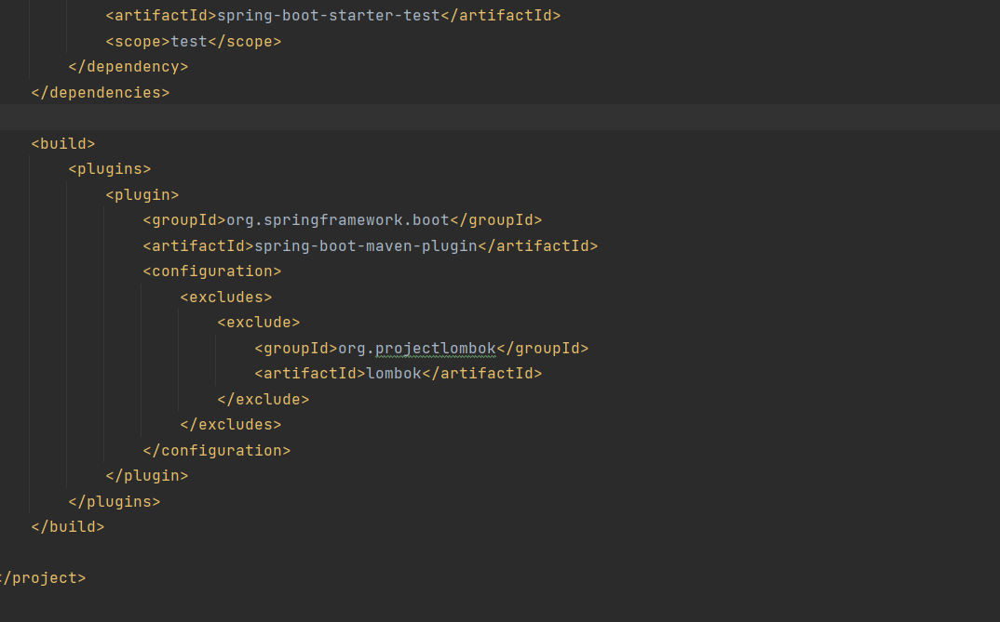 <artifactId>spring-boot-starter-test</artifactId>
<scope>test</scope>
</dependency>
</dependencies>
<build>
<plugins>
<plugin>
<groupId>org.springframework.boot</groupId>
<artifactId>spring-boot-maven-plugin</artifactId>
<configuration>
<excludes>
<exclude>
<groupId>org.projectlombok</groupId>
<artifactId>lombok</artifactId>
</exclude>
</excludes>
</configuration>
</plugin>
</plugins>
</build>
</project>